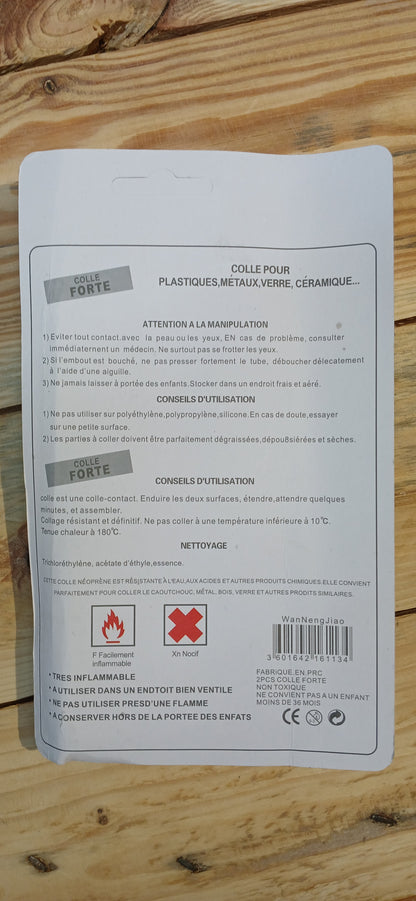 COLLE
FORTE
COLLE POUR
PLASTIQUES,MÉTAUX,VERRE, CÉRAMIQUE...
ATTENTION A LA MANIPULATION
1) Eviter tout contact.avec la peau ou les yeux, EN cas de problème, consulter
immédiaternent un médecin. Ne surtout pas se frotter les yeux.
2) Si l'embout est bouché, ne pas presser fortement le tube, déboucher délecatement
à l'aide d'une aiguille.
3) Ne jamais laisser à portée des enfants. Stocker dans un endroit frais et aéré.
CONSEILS D'UTILISATION
1) Ne pas utiliser sur polyéthylène,polypropylène,silicone.En cas de doute,essayer
sur une petite surface.
2) Les parties à coller doivent être parfaitement dégraissées,dépou8siérées et sèches.
COLLE
FORTE
CONSEILS D'UTILISATION
colle est une colle-contact. Enduire les deux surfaces, étendre,attendre quelques
minutes, et assembler.
Collage résistant et définitif. Ne pas coller à une température infèrieure à 10℃.
Tenue chaleur à 180℃.
NETTOYAGE
Trichloréthylène, acétate d'éthyle,essence.
CETTE COLLE NÉOPRÈNE EST RÉSISTANTE À L'EAU,AUX ACIDES ET AUTRES PRODUITS CHIMIQUES.ELLE CONVIENT
PARFAITEMENT POUR COLLER LE CAOUTCHOUC, MÉTAL, BOIS, VERRE ET AUTRES PRODITS SIMILAIRES.
F Facilement
inflammable
Xn Nocif
WanNengJiao
3 601642 161134
* TRES INFLAMMABLE
* A UTILISER DANS UN ENDTOIT BIEN VENTILE
* NE PAS UTILISER PRESD'UNE FLAMME
* A CONSERVER HORS DE LA PORTEE DES ENFATS
FABRIQUE.EN.PRC
2PCS COLLE FORTE
NON TOXIQUE
NE CONVIENT PAS A UN ENFANT
MOINS DE 36 MOIS
CE